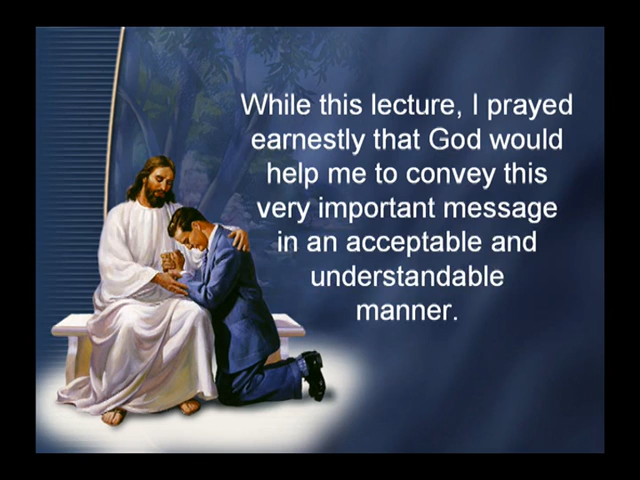 While this lecture, I prayed
earnestly that God would
help me to convey this
very important message
in an acceptable and
understandable
manner.